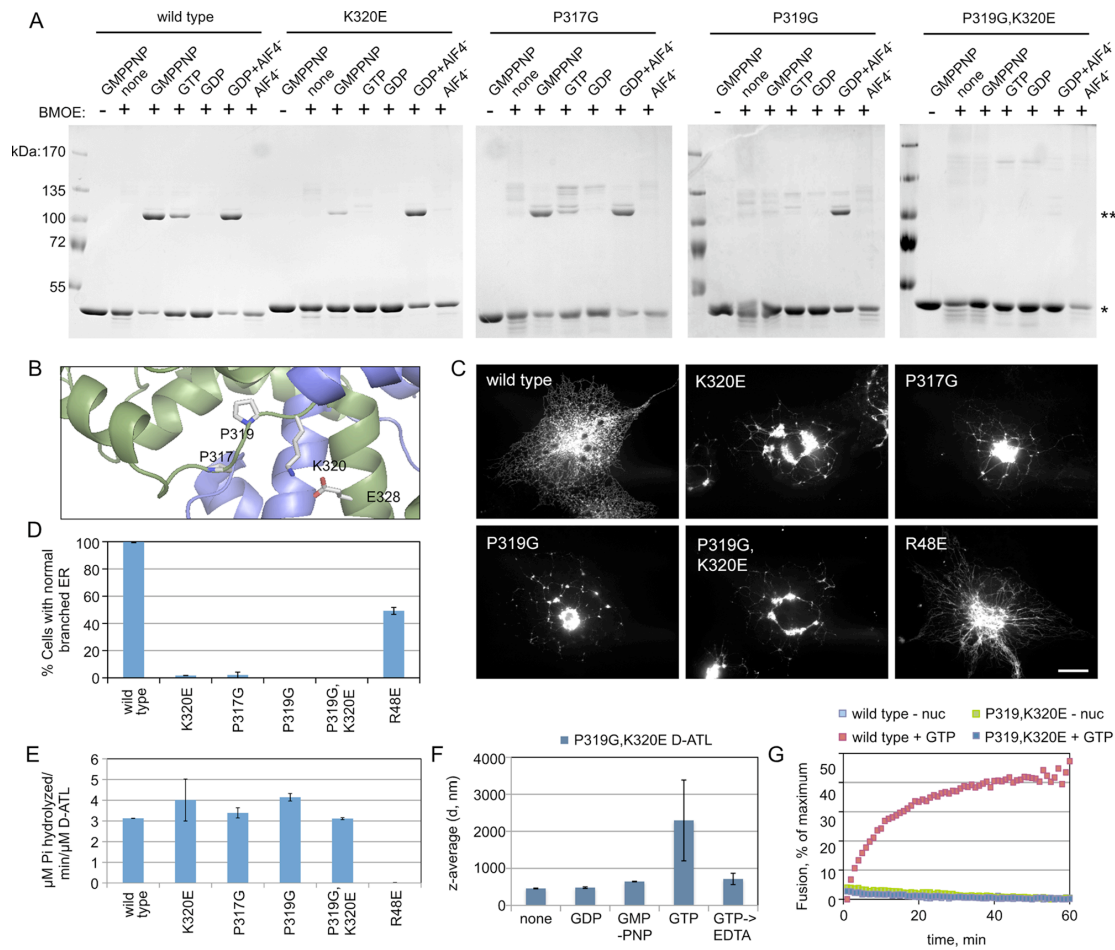 A
wild type
K320E
P317G
P319G
P319G,K320E
GMPPNP none GMPPNP GTP GDP GDP+AlF4- AlF4-
GMPPNP none GMPPNP GTP GDP GDP+AlF4- AlF4-
GMPPNP none GMPPNP GTP GDP GDP+AlF4- AlF4-
GMPPNP none GMPPNP GTP GDP GDP+AlF4- AlF4-
GMPPNP none GMPPNP GTP GDP GDP+AlF4- AlF4-
BMOE: - + + + + + + - + + + + + + - + + + + + + - + + + + + + - + + + + + +
kDa:170
135
100
72
55
**
*
B
P319
P317
K320
E328
C
wild type
K320E
P317G
P319G
P319G,
K320E
R48E
D
% Cells with normal
branched ER
100
80
60
40
20
0
wild
type
K320E
P317G
P319G
P319G,
K320E
R48E
E
µM Pi hydrolyzed/
min/µM D-ATL
6
5
4
3
2
1
0
wild
type
K320E
P317G
P319G
P319G,
K320E
R48E
F
P319G,K320E D-ATL
z-average (d, nm)
4000
3000
2000
1000
0
none
GDP
GMP
-PNP
GTP
GTP->
EDTA
wild type - nuc
P319,K320E - nuc
wild type + GTP
P319,K320E + GTP
G
Fusion, % of maximum
50
40
30
20
10
0
0
20
40
60
time, min